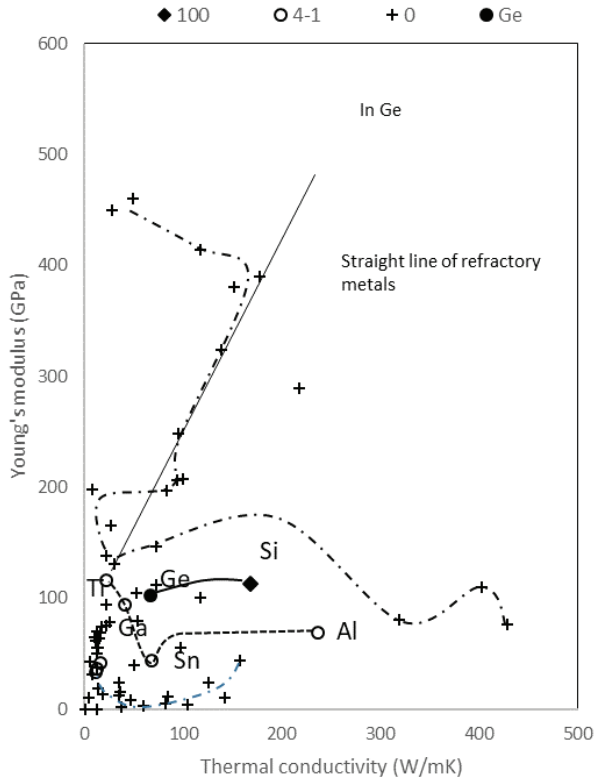 100 4-1 0 Ge
600
500
400
300
200
100
0
In Ge
Straight line of refractory
metals
Si
Ti
Ge
Ga
Al
Sn
0 100 200 300 400 500
Thermal conductivity (W/mK)
Young's modulus (GPa)